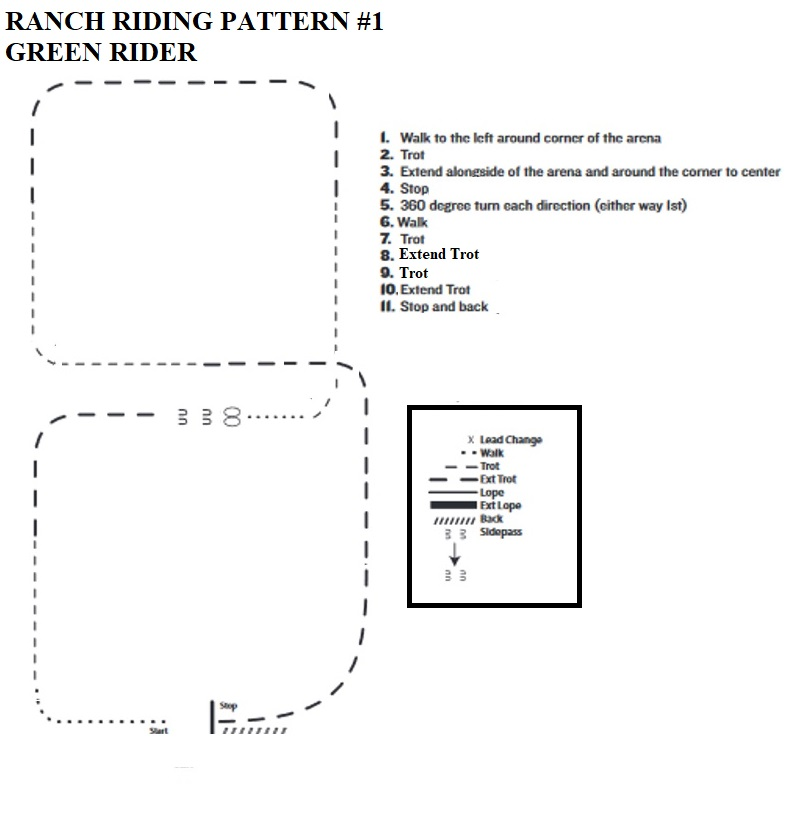 RANCH RIDING PATTERN #1
GREEN RIDER
1. Walk to the left around corner of the arena
2. Trot
3. Extend alongside of the arena and around the corner to center
4. Stop
5. 360 degree turn each direction (either way 1st)
6. Walk
7. Trot
8. Extend Trot
9. Trot
10. Extend Trot
11. Stop and back
X Lead Change
Walk
Trot
Ext Trot
Lope
Ext Lope
Back
Sidepass
Stop
Start